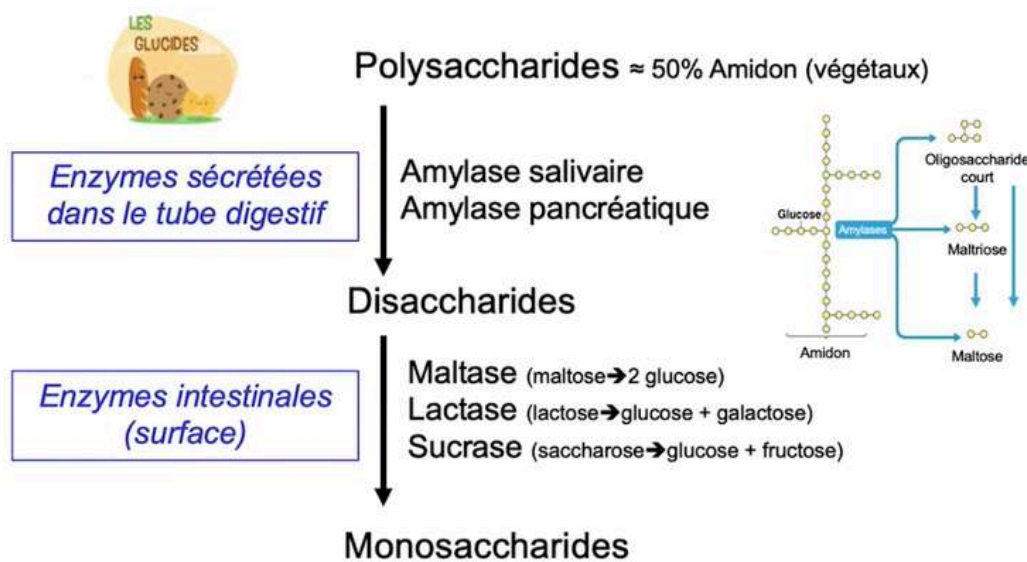 LES
GLUCIDES
Polysaccharides ≈ 50% Amidon (végétaux)
Enzymes sécrétées
dans le tube digestif
Amylase salivaire
Amylase pancréatique
Disaccharides
Enzymes intestinales
(surface)
Maltase (maltose➔2 glucose)
Lactase (lactose➔glucose + galactose)
Sucrase (saccharose➔glucose + fructose)
Monosaccharides
Glucose
Amylases
Amidon
Oligosaccharide
court
Maltriose
Maltose